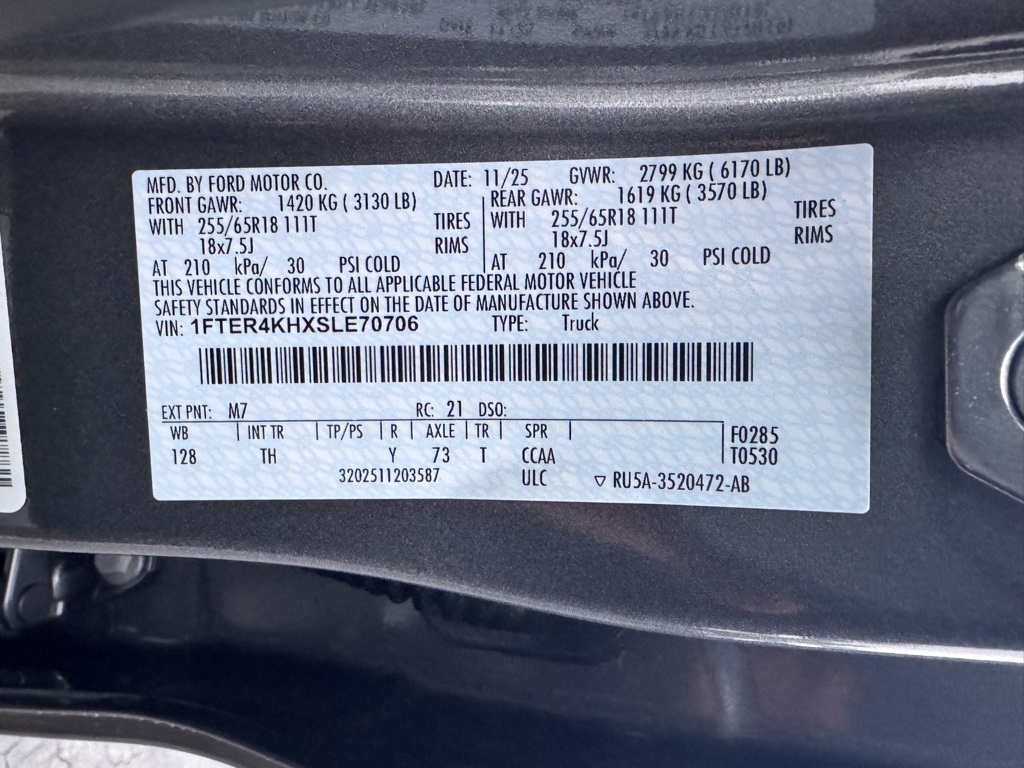 MFD. BY FORD MOTOR CO. DATE: 11/25 GVWR: 2799 KG ( 6170 LB)
FRONT GAWR: 1420 KG ( 3130 LB) REAR GAWR: 1619 KG ( 3570 LB)
WITH 255/65R18 111T TIRES WITH 255/65R18 111T TIRES
18x7.5J RIMS 18x7.5J RIMS
AT 210 kPa/ 30 PSI COLD AT 210 kPa/ 30 PSI COLD
THIS VEHICLE CONFORMS TO ALL APPLICABLE FEDERAL MOTOR VEHICLE
SAFETY STANDARDS IN EFFECT ON THE DATE OF MANUFACTURE SHOWN ABOVE.
VIN: 1FTER4KHXSLE70706 TYPE: Truck
EXT PNT: M7 RC: 21 DSO:
WB INT TR TP/PS R AXLE TR SPR F0285
128 TH Y 73 T CCAA T0530
3202511203587 ULC ▽ RU5A-3520472-AB